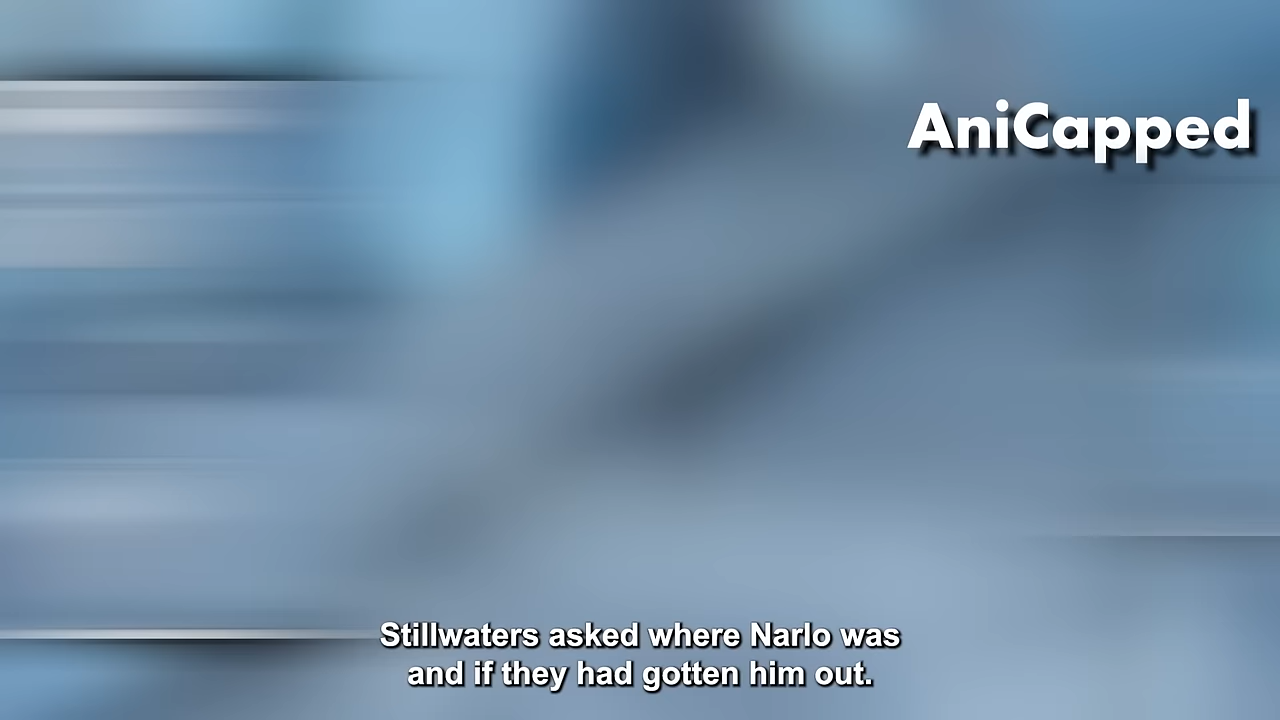 AniCapped
Stillwaters asked where Narlo was
and if they had gotten him out.